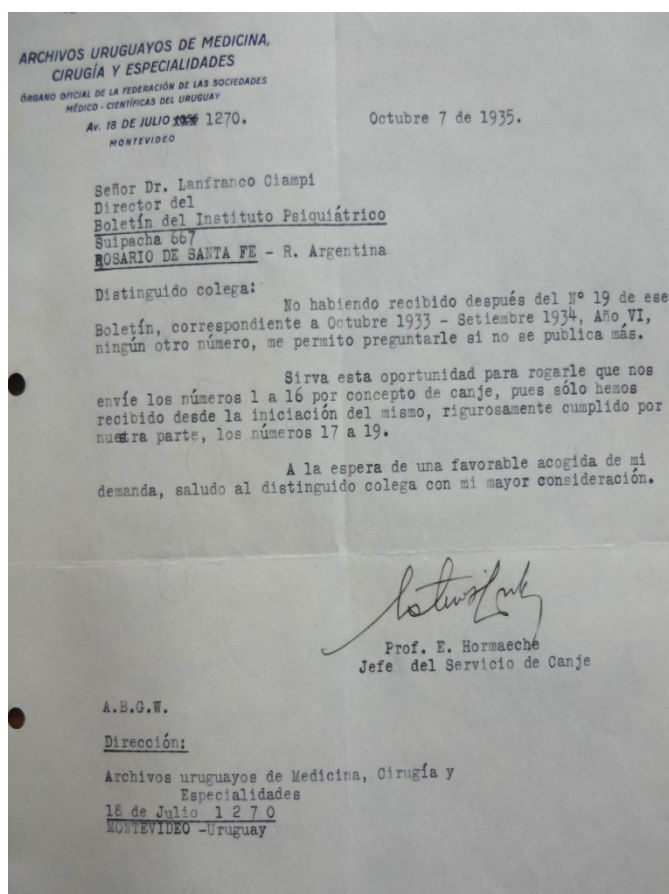 ARCHIVOS URUGUAYOS DE MEDICINA,
CIRUGÍA Y ESPECIALIDADES
ÓRGANO OFICIAL DE LA FEDERACIÓN DE LAS SOCIEDADES
MÉDICO - CIENTÍFICAS DEL URUGUAY
Av. 18 DE JULIO 1270.
MONTEVIDEO
Octubre 7 de 1935.
Señor Dr. Lanfranco Ciampi
Director del
Boletín del Instituto Psiquiátrico
Suipacha 667
ROSARIO DE SANTA FE - R. Argentina
Distinguido colega:
No habiendo recibido después del Nº 19 de ese
Boletín, correspondiente a Octubre 1933 - Setiembre 1934, Año VI,
ningún otro número, me permito preguntarle si no se publica más.
Sirva esta oportunidad para rogarle que nos
envíe los números 1 a 16 por concepto de canje, pues sólo hemos
recibido desde la iniciación del mismo, rigurosamente cumplido por
nuestra parte, los números 17 a 19.
A la espera de una favorable acogida de mi
demanda, saludo al distinguido colega con mi mayor consideración.
Prof. E. Hormaeche
Jefe del Servicio de Canje
A.B.G.W.
Dirección:
Archivos uruguayos de Medicina, Cirugía y
Especialidades
18 de Julio 1 2 7 0
MONTEVIDEO -Uruguay